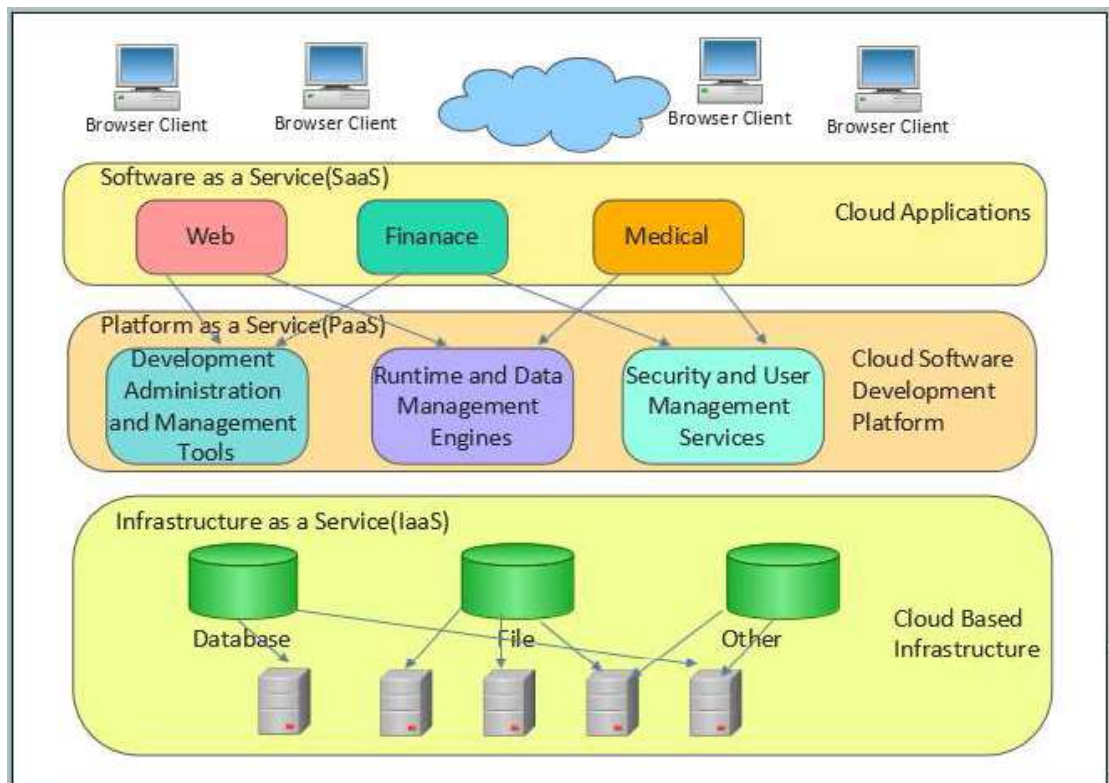 Browser Client
Browser Client
Browser Client
Browser Client
Software as a Service(SaaS)
Web
Finanace
Medical
Cloud Applications
Platform as a Service(PaaS)
Development
Administration
and Management
Tools
Runtime and Data
Management
Engines
Security and User
Management
Services
Cloud Software
Development
Platform
Infrastructure as a Service(IaaS)
Database
File
Other
Cloud Based
Infrastructure